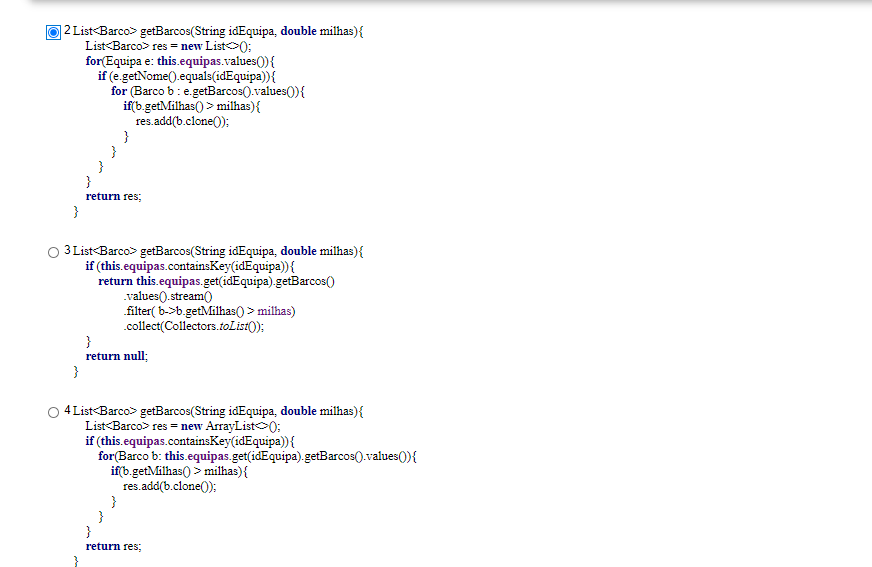 2 List<Barco> getBarcos(String idEquipa, double milhas){
List<Barco> res = new List<>();
for(Equipa e: this.equipas.values()){
if (e.getNome().equals(idEquipa)){
for (Barco b : e.getBarcos().values()){
if(b.getMilhas() > milhas){
res.add(b.clone());
}
}
}
}
return res;
}
3 List<Barco> getBarcos(String idEquipa, double milhas){
if (this.equipas.containsKey(idEquipa)){
return this.equipas.get(idEquipa).getBarcos()
.values().stream()
.filter( b->b.getMilhas() > milhas)
.collect(Collectors.toList());
}
return null;
}
4 List<Barco> getBarcos(String idEquipa, double milhas){
List<Barco> res = new ArrayList<>();
if (this.equipas.containsKey(idEquipa)){
for(Barco b: this.equipas.get(idEquipa).getBarcos().values()){
if(b.getMilhas() > milhas){
res.add(b.clone());
}
}
}
return res;
}